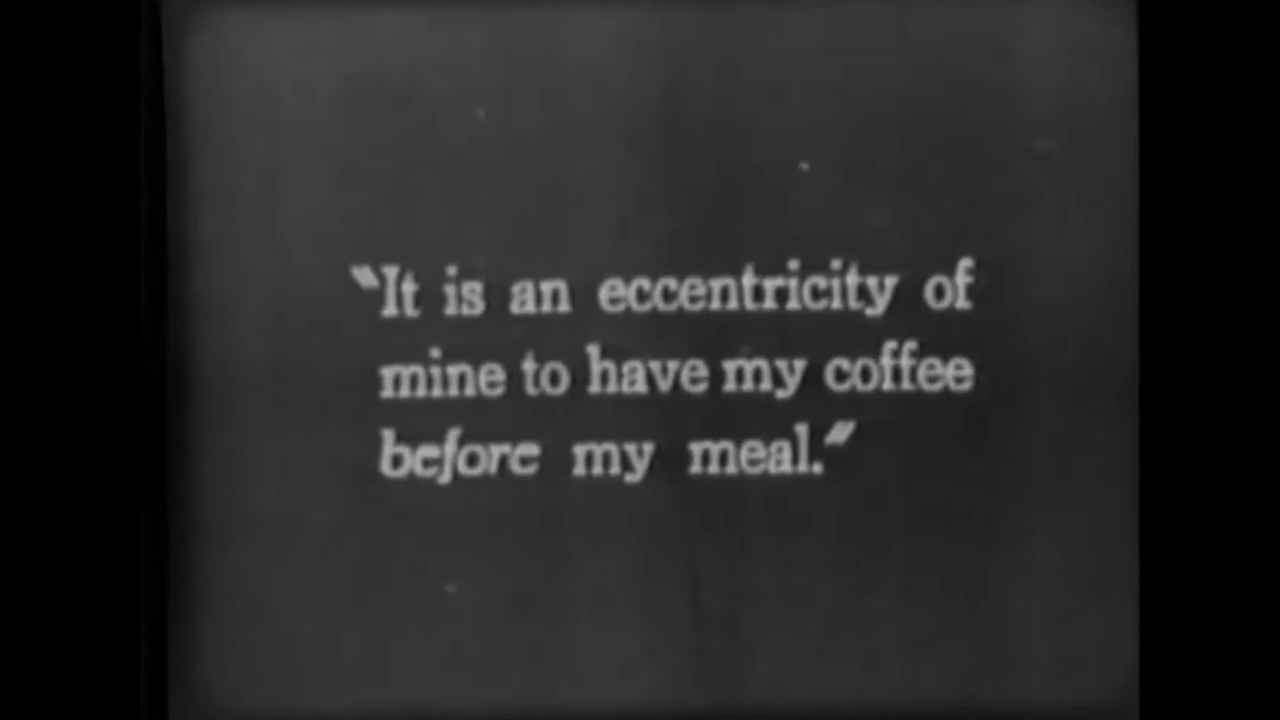 "It is an eccentricity of
mine to have my coffee
before my meal."